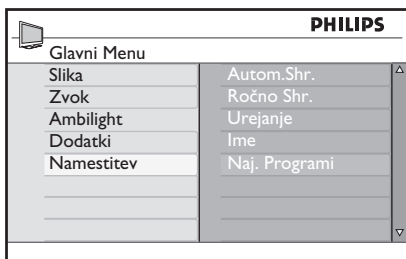 PHILIPS
Glavni Menu
Slika
Zvok
Ambilight
Dodatki
Namestitev
Autom.Shr.
Ročno Shr.
Urejanje
Ime
Naj. Programi